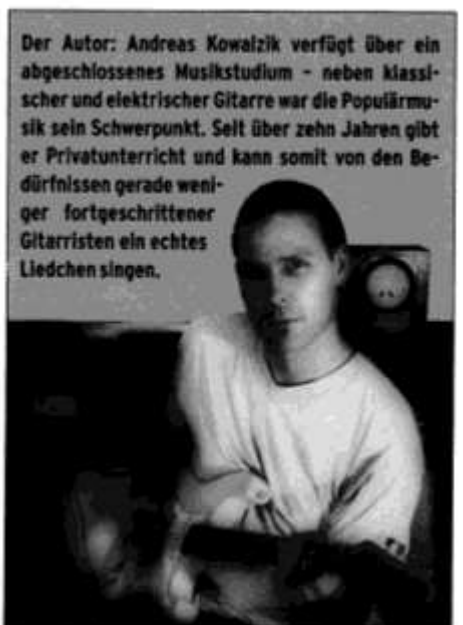 Der Autor: Andreas Kowalzik verfügt über ein
abgeschlossenes Musikstudium – neben klassi-
scher und elektrischer Gitarre war die Populärmu-
sik sein Schwerpunkt. Seit über zehn Jahren gibt
er Privatunterricht und kann somit von den Be-
dürfnissen gerade weni-
ger fortgeschrittener
Gitarristen ein echtes
Liedchen singen.